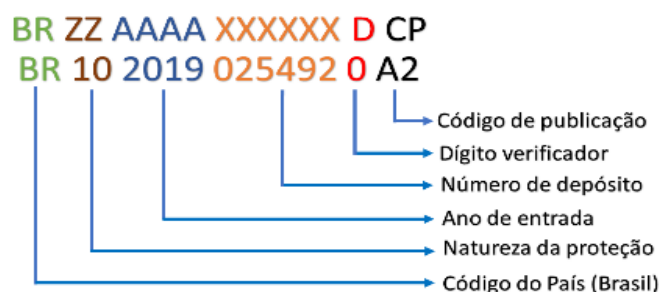 BR ZZ AAAA XXXXXX D CP
BR 10 2019 025492 0 A2
Código de publicação
Dígito verificador
Número de depósito
Ano de entrada
Natureza da proteção
Código do País (Brasil)